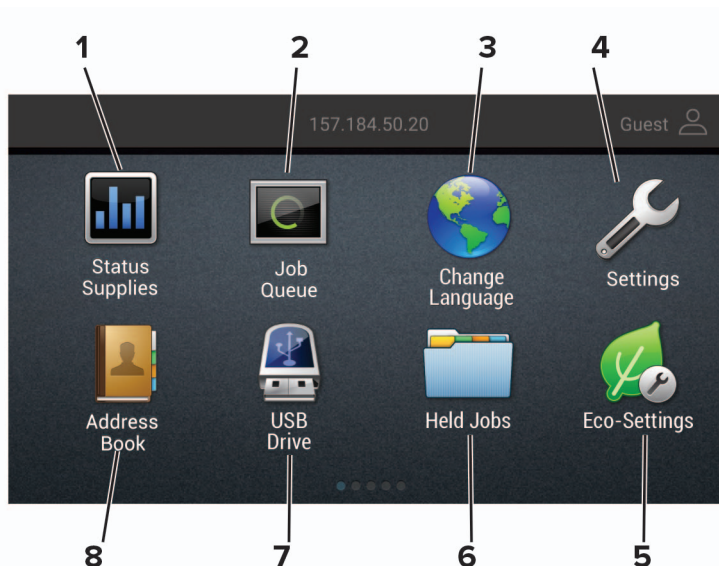 1 2 3 4
157.184.50.20 Guest
Status
Supplies
Job
Queue
Change
Language
Settings
Address
Book
USB
Drive
Held Jobs
Eco-Settings
8 7 6 5